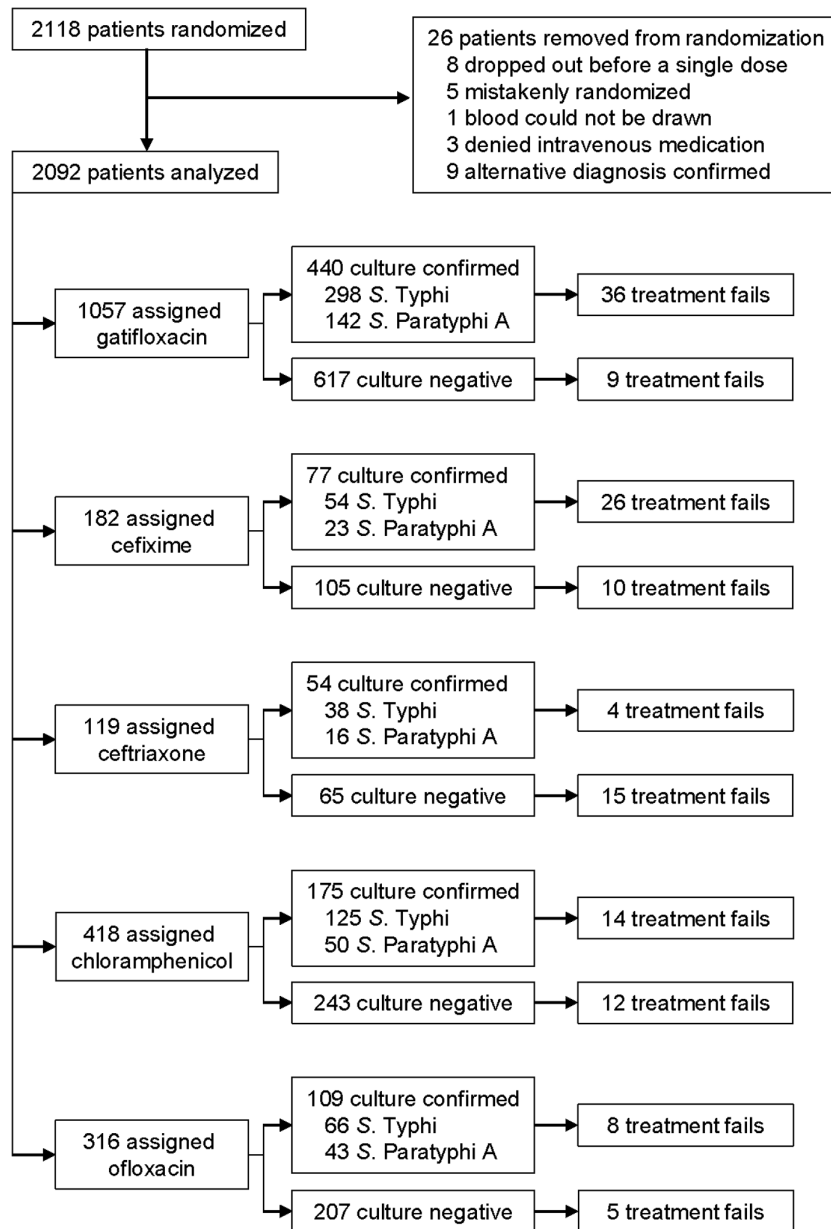 2118 patients randomized
26 patients removed from randomization
8 dropped out before a single dose
5 mistakenly randomized
1 blood could not be drawn
3 denied intravenous medication
9 alternative diagnosis confirmed
2092 patients analyzed
1057 assigned
gatifloxacin
440 culture confirmed
298 S. Typhi
142 S. Paratyphi A
36 treatment fails
617 culture negative
9 treatment fails
182 assigned
cefixime
77 culture confirmed
54 S. Typhi
23 S. Paratyphi A
26 treatment fails
105 culture negative
10 treatment fails
119 assigned
ceftriaxone
54 culture confirmed
38 S. Typhi
16 S. Paratyphi A
4 treatment fails
65 culture negative
15 treatment fails
418 assigned
chloramphenicol
175 culture confirmed
125 S. Typhi
50 S. Paratyphi A
14 treatment fails
243 culture negative
12 treatment fails
316 assigned
ofloxacin
109 culture confirmed
66 S. Typhi
43 S. Paratyphi A
8 treatment fails
207 culture negative
5 treatment fails